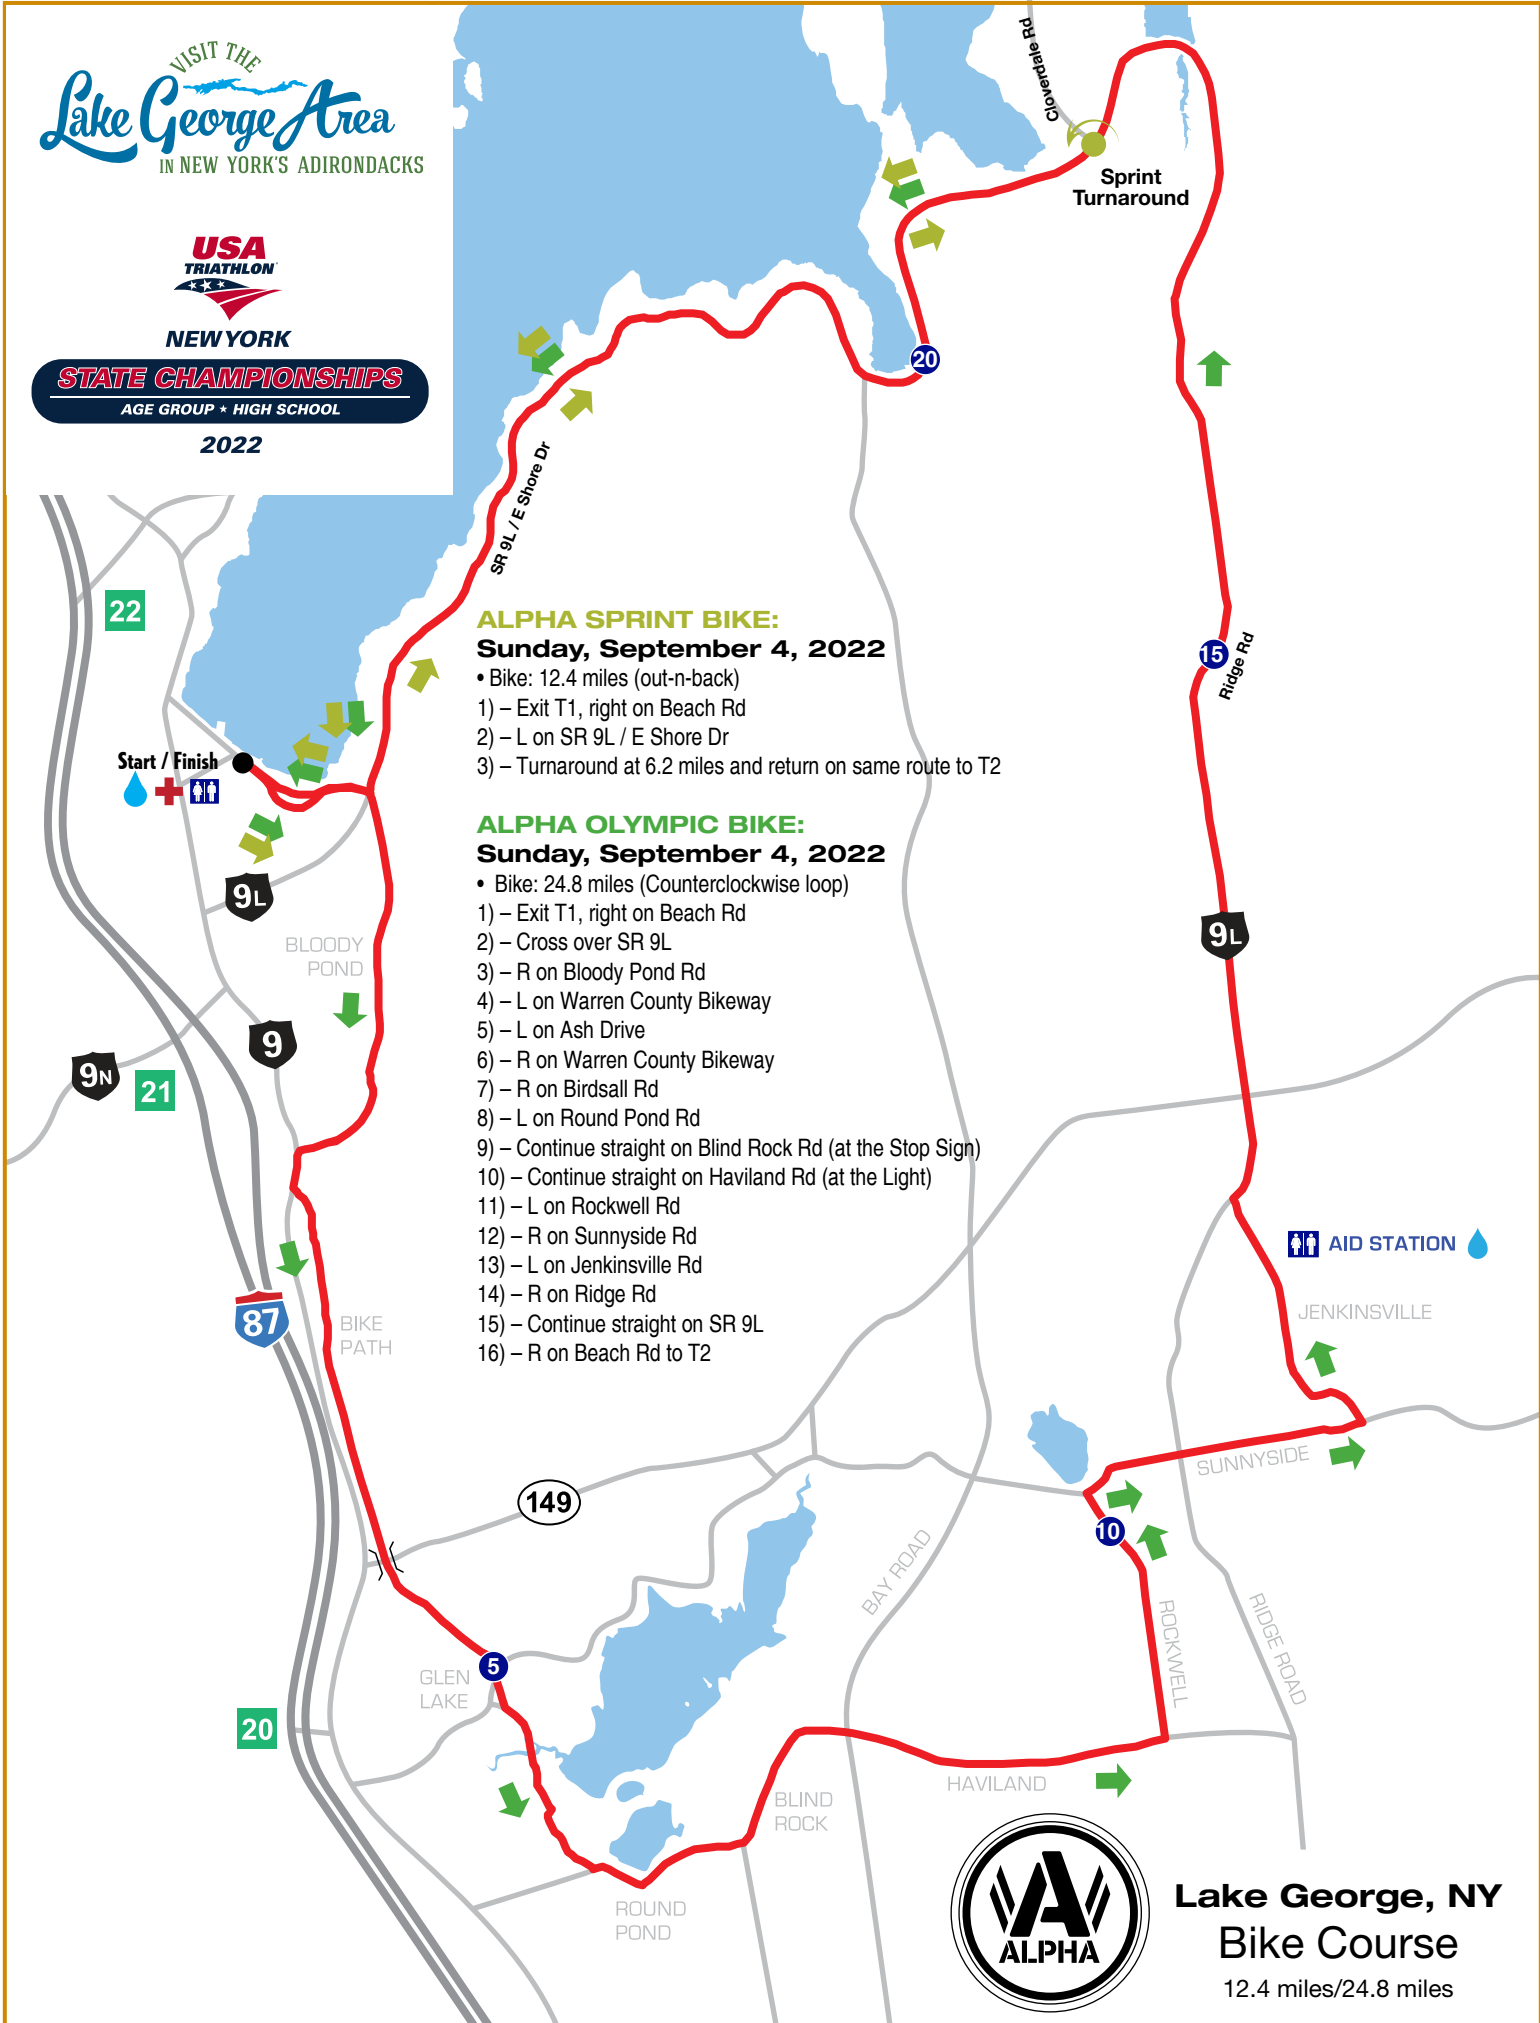 VISIT THE
Lake George Area
IN NEW YORK'S ADIRONDACKS
USA
TRIATHLON
NEW YORK
STATE CHAMPIONSHIPS
AGE GROUP ★ HIGH SCHOOL
2022
Cloverdale Rd
Sprint
Turnaround
20
SR 9L / E Shore Dr
22
15
Ridge Rd
Start / Finish
ALPHA SPRINT BIKE:
Sunday, September 4, 2022
• Bike: 12.4 miles (out-n-back)
1) – Exit T1, right on Beach Rd
2) – L on SR 9L / E Shore Dr
3) – Turnaround at 6.2 miles and return on same route to T2
ALPHA OLYMPIC BIKE:
Sunday, September 4, 2022
• Bike: 24.8 miles (Counterclockwise loop)
1) – Exit T1, right on Beach Rd
2) – Cross over SR 9L
3) – R on Bloody Pond Rd
4) – L on Warren County Bikeway
5) – L on Ash Drive
6) – R on Warren County Bikeway
7) – R on Birdsall Rd
8) – L on Round Pond Rd
9) – Continue straight on Blind Rock Rd (at the Stop Sign)
10) – Continue straight on Haviland Rd (at the Light)
11) – L on Rockwell Rd
12) – R on Sunnyside Rd
13) – L on Jenkinsville Rd
14) – R on Ridge Rd
15) – Continue straight on SR 9L
16) – R on Beach Rd to T2
9L
BLOODY
POND
9L
9
9N
21
87
BIKE
PATH
AID STATION
JENKINSVILLE
SUNNYSIDE
149
10
BAY ROAD
ROCKWELL
RIDGE ROAD
5
GLEN
LAKE
20
HAVILAND
BLIND
ROCK
ROUND
POND
ALPHA
Lake George, NY
Bike Course
12.4 miles/24.8 miles